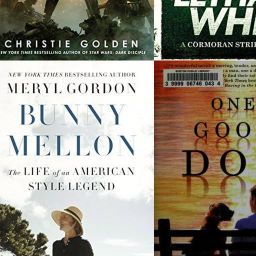 CHRISTIE GOLDEN
NEW YORK TIMES BESTSELLING AUTHOR OF STAR WARS: DARK DISCIPLE
WH
A CORMORAN STRI
NEW YORK TIMES BESTSELLING AUTHOR
MERYL GORDON
BUNNY
MELLON
The LIFE of an AMERICAN
STYLE LEGEND
3 9999 06746 043 4
ONE
GOO
DO